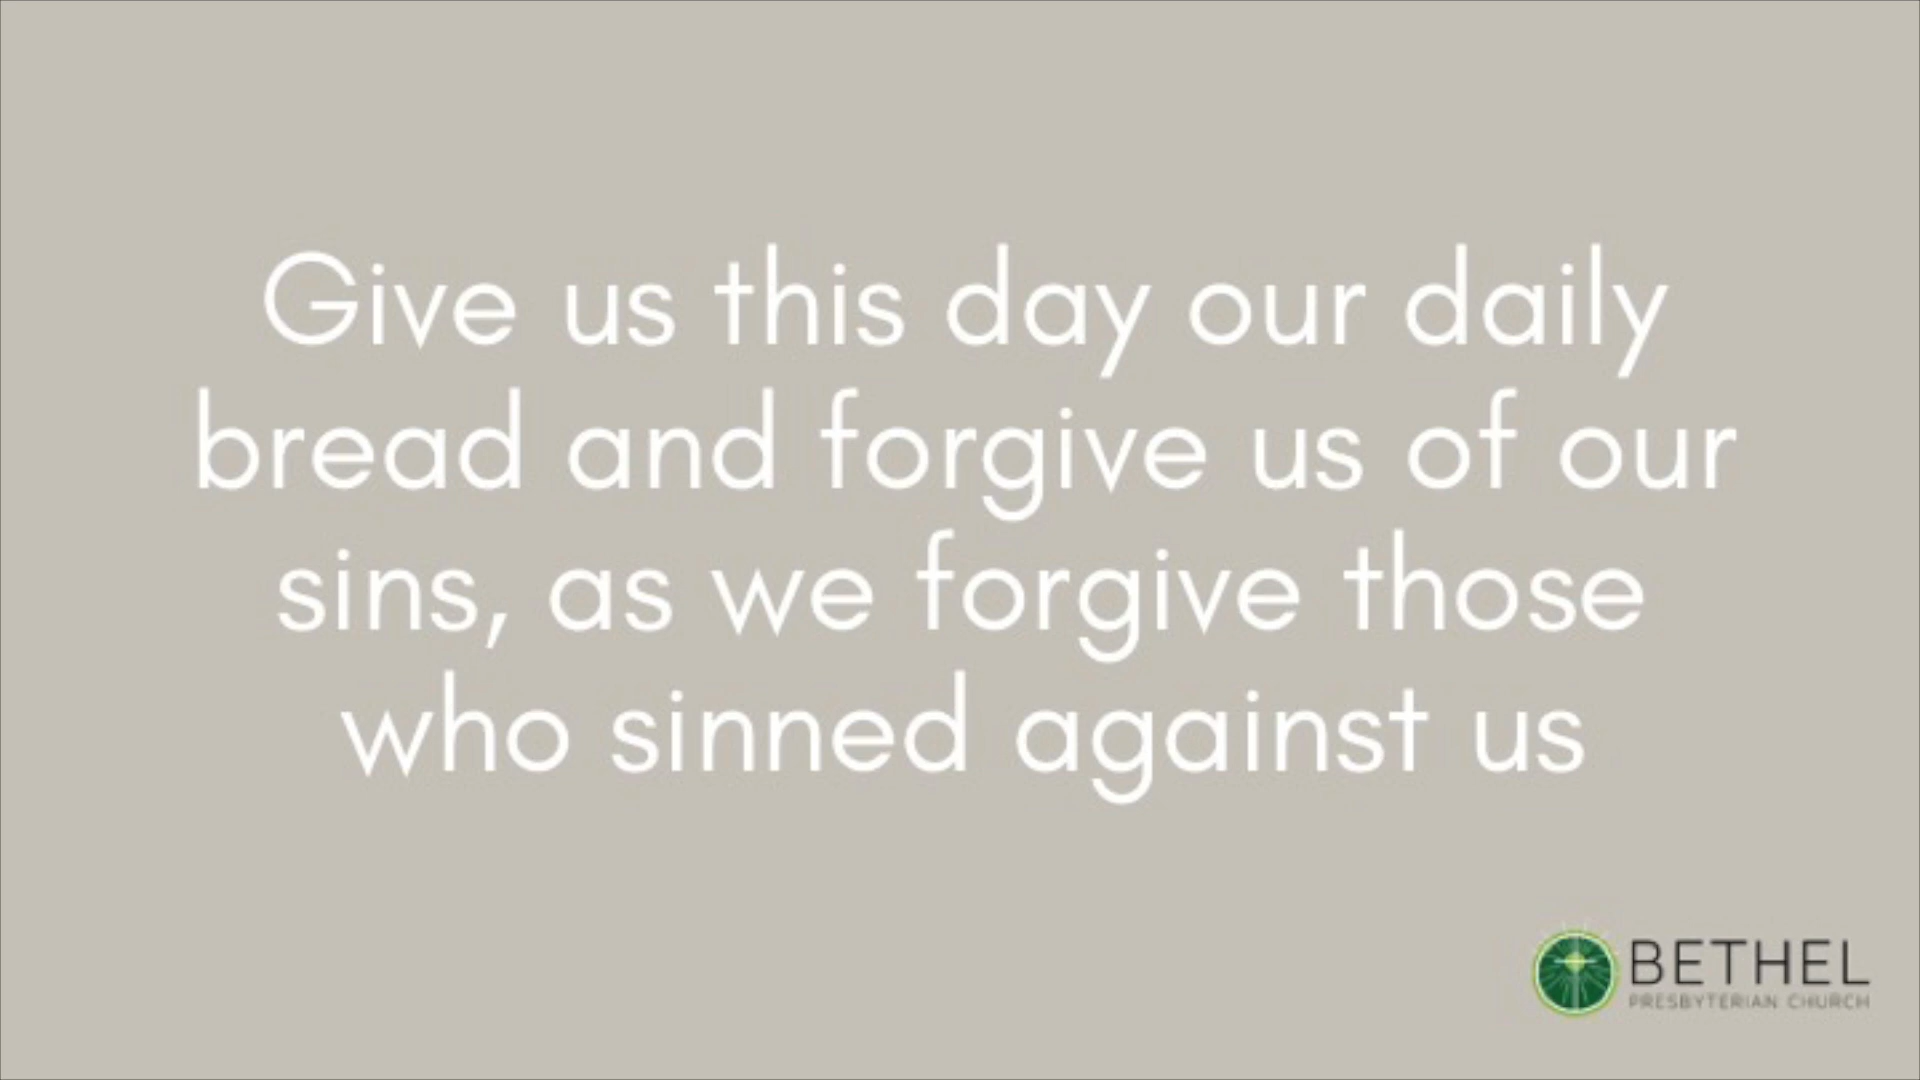 Give us this day our daily
bread and forgive us of our
sins, as we forgive those
who sinned against us
BETHEL
PRESBYTERIAN CHURCH